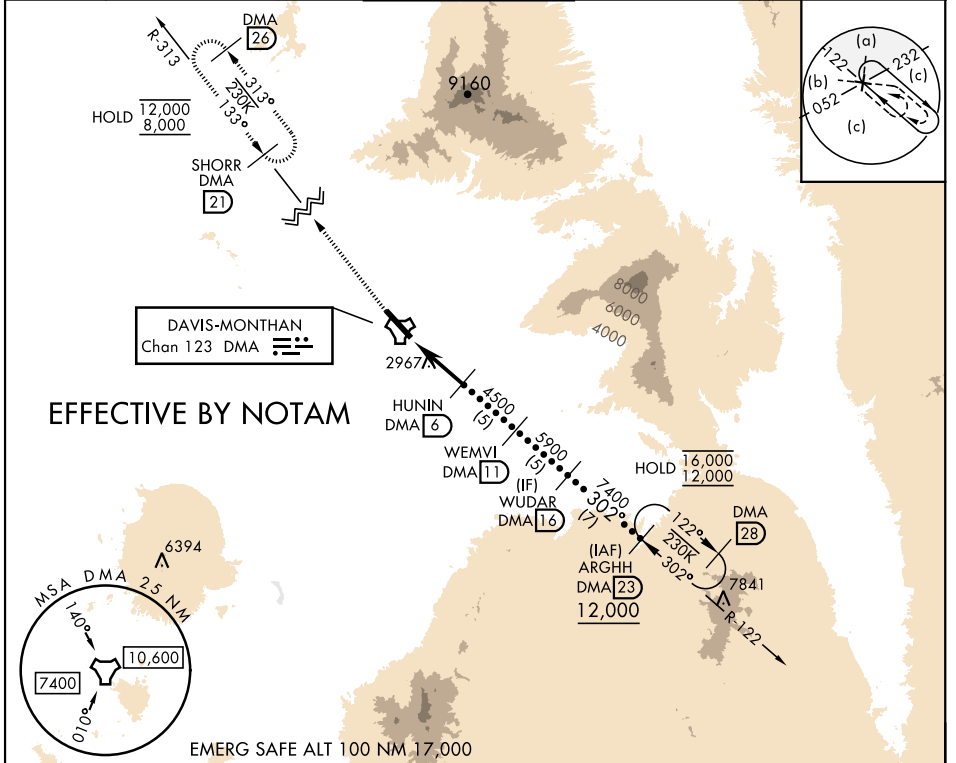 R-313
DMA
26
313°
230K
133°
HOLD 12,000
8,000
SHORR
DMA
21
9160
(a)
122
232
(b)
(c)
052
(c)
8000
6000
4000
DAVIS-MONTHAN
Chan 123 DMA
2967
EFFECTIVE BY NOTAM
HUNIN
DMA 6
4500
(5)
WEMVI
DMA 11
5900
(5)
(IF)
WUDAR
DMA 16
7400
302°
(7)
HOLD 16,000
12,000
122°
230K
302°
DMA
28
(IAF)
ARGHH
DMA 23
12,000
7841
R-122
6394
MSA DMA 25 NM
140°
10,600
7400
010°
EMERG SAFE ALT 100 NM 17,000